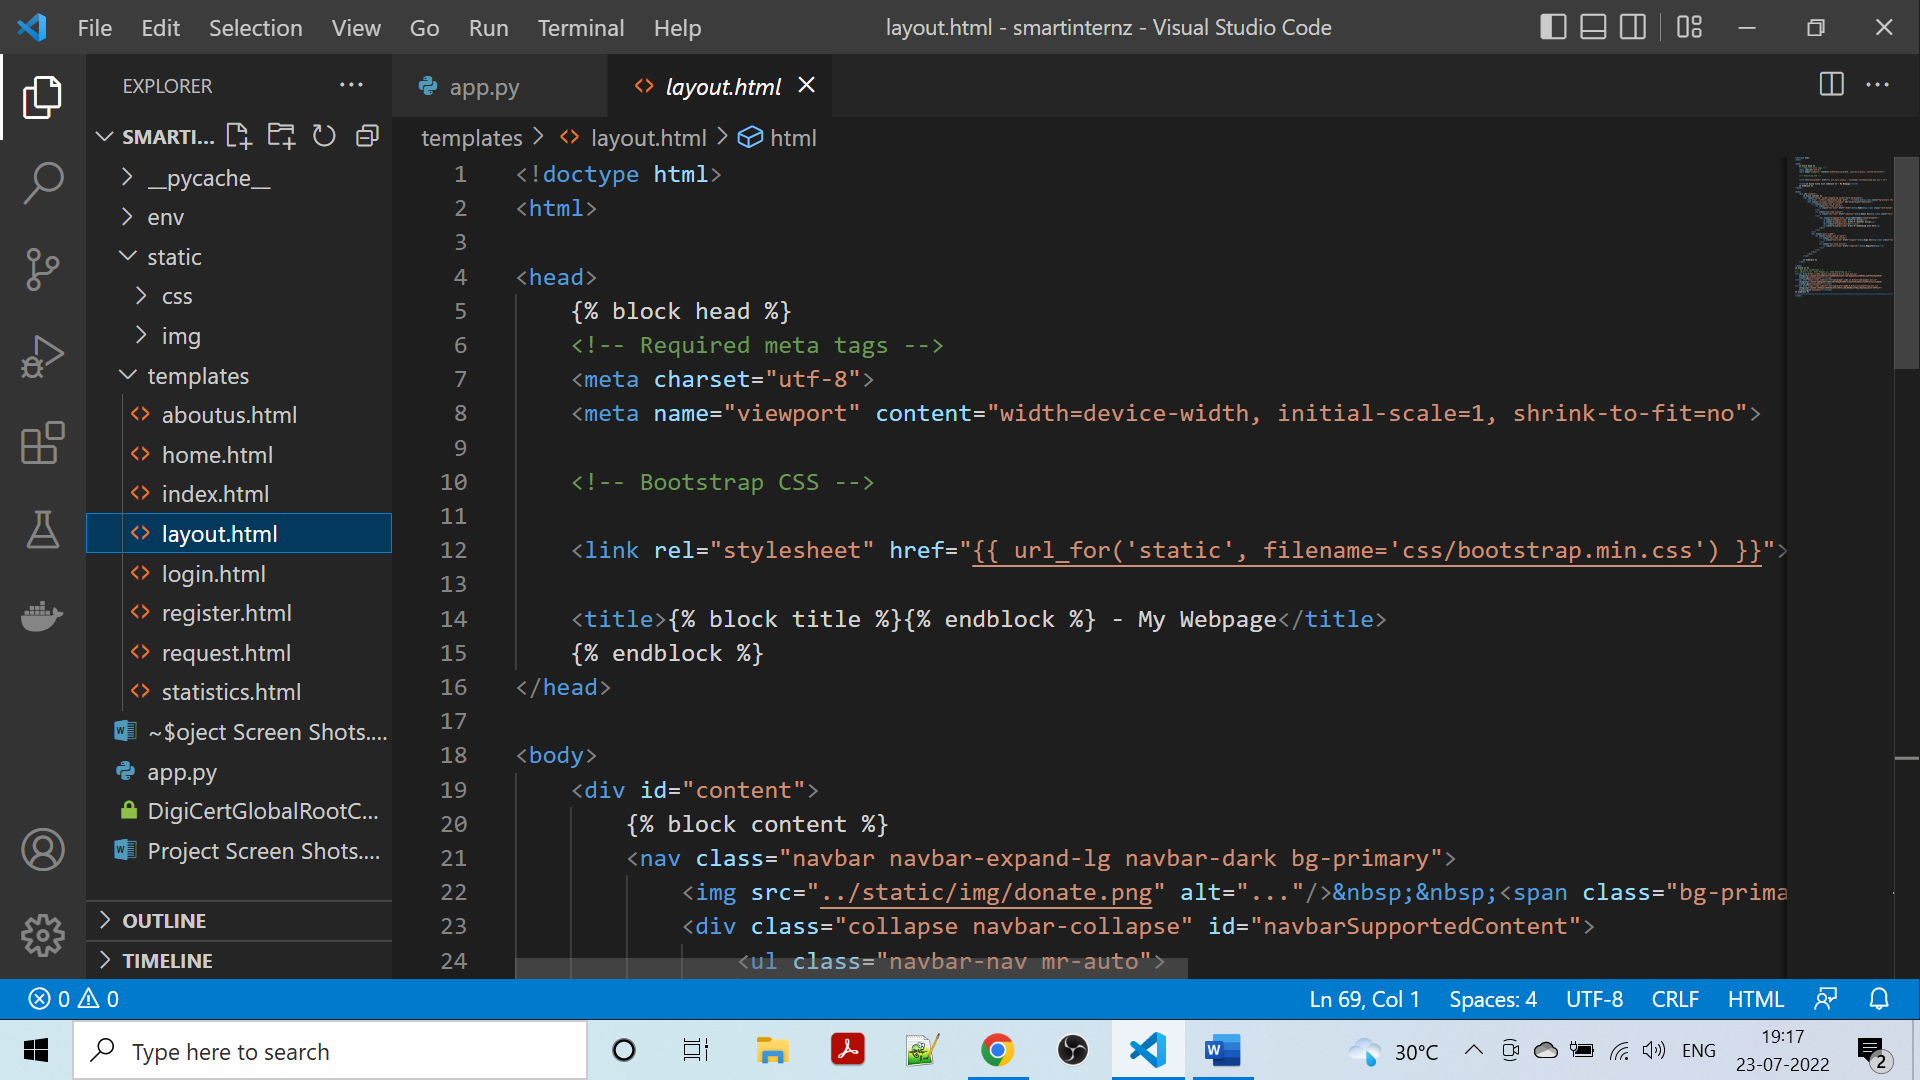 File Edit Selection View Go Run Terminal Help
layout.html - smartinternz - Visual Studio Code
EXPLORER
SMARTI...
__pycache__
env
static
css
img
templates
aboutus.html
home.html
index.html
layout.html
login.html
register.html
request.html
statistics.html
~$oject Screen Shots....
app.py
DigiCertGlobalRootC...
Project Screen Shots....
OUTLINE
TIMELINE
app.py
layout.html
templates > layout.html > html
1 <!doctype html>
2 <html>
3
4 <head>
5 {% block head %}
6 <!-- Required meta tags -->
7 <meta charset="utf-8">
8 <meta name="viewport" content="width=device-width, initial-scale=1, shrink-to-fit=no">
9
10 <!-- Bootstrap CSS -->
11
12 <link rel="stylesheet" href="{{ url_for('static', filename='css/bootstrap.min.css') }}">
13
14 <title>{% block title %}{% endblock %} - My Webpage</title>
15 {% endblock %}
16 </head>
17
18 <body>
19 <div id="content">
20 {% block content %}
21 <nav class="navbar navbar-expand-lg navbar-dark bg-primary">
22 <img src="../static/img/donate.png" alt="..."/>&nbsp;&nbsp;<span class="bg-prima
23 <div class="collapse navbar-collapse" id="navbarSupportedContent">
24 <ul class="navbar-nav mr-auto">
0 0
Ln 69, Col 1 Spaces: 4 UTF-8 CRLF HTML
Type here to search
W
30°C
ENG
19:17
23-07-2022
2